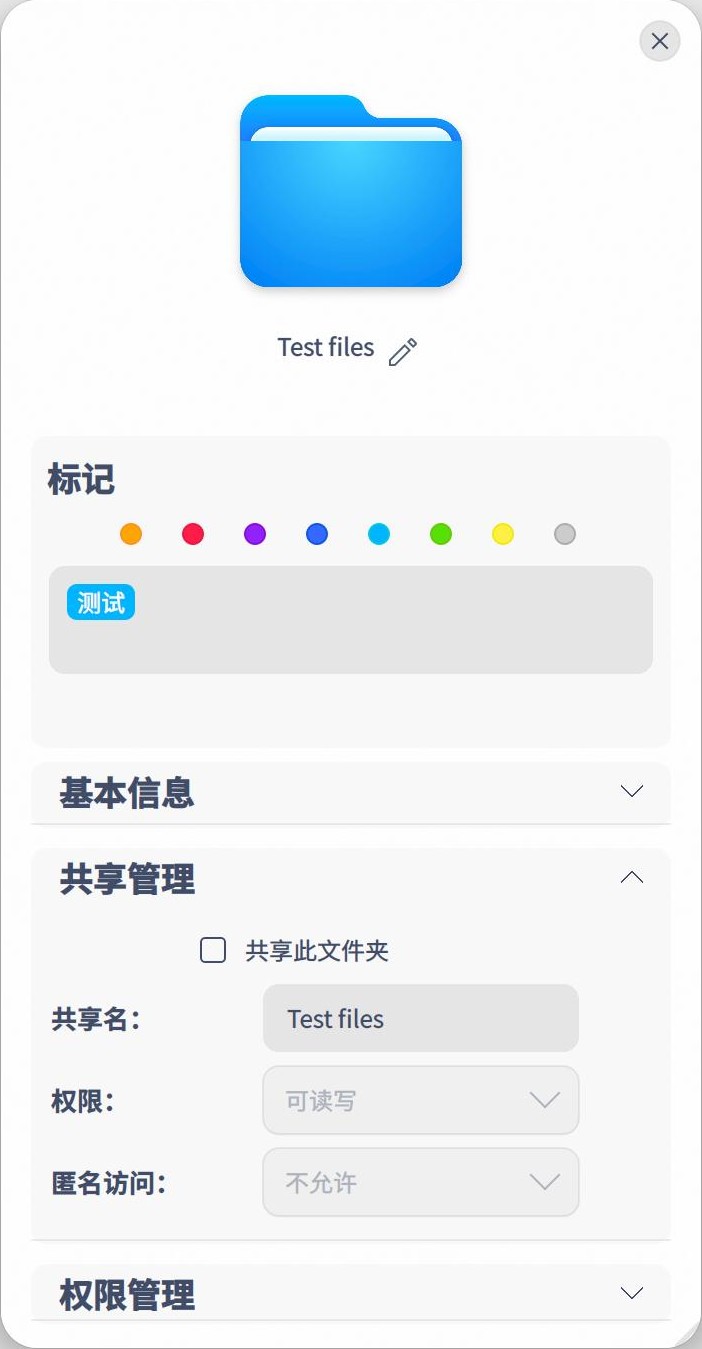 Test files
标记
测试
基本信息
共享管理
共享此文件夹
共享名：
Test files
权限：
可读写
匿名访问：
不允许
权限管理